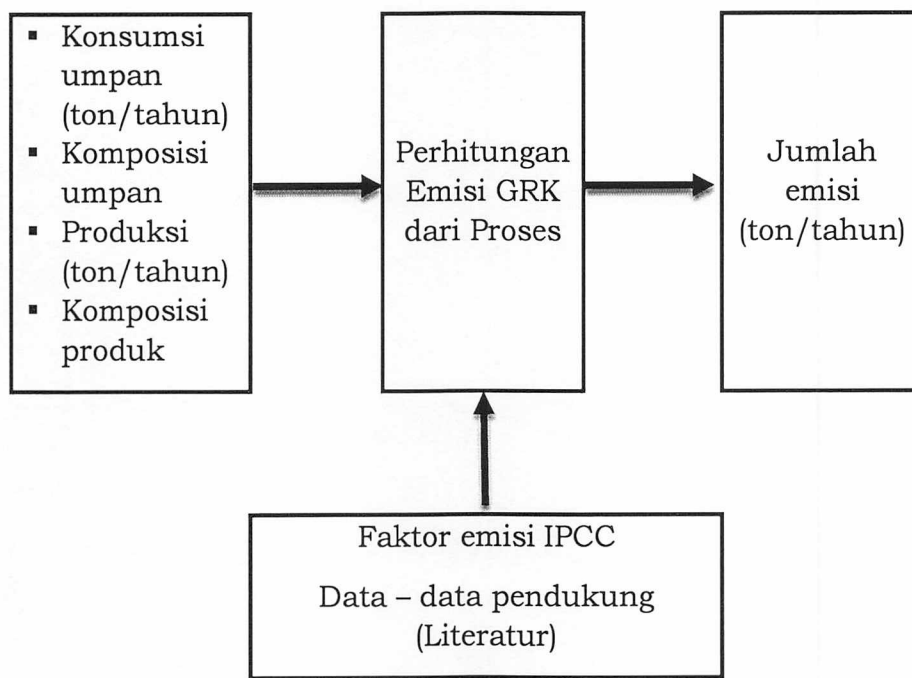 ▪ Konsumsi
umpan
(ton/tahun)
▪ Komposisi
umpan
▪ Produksi
(ton/tahun)
▪ Komposisi
produk
Perhitungan
Emisi GRK
dari Proses
Jumlah
emisi
(ton/tahun)
Faktor emisi IPCC
Data – data pendukung
(Literatur)